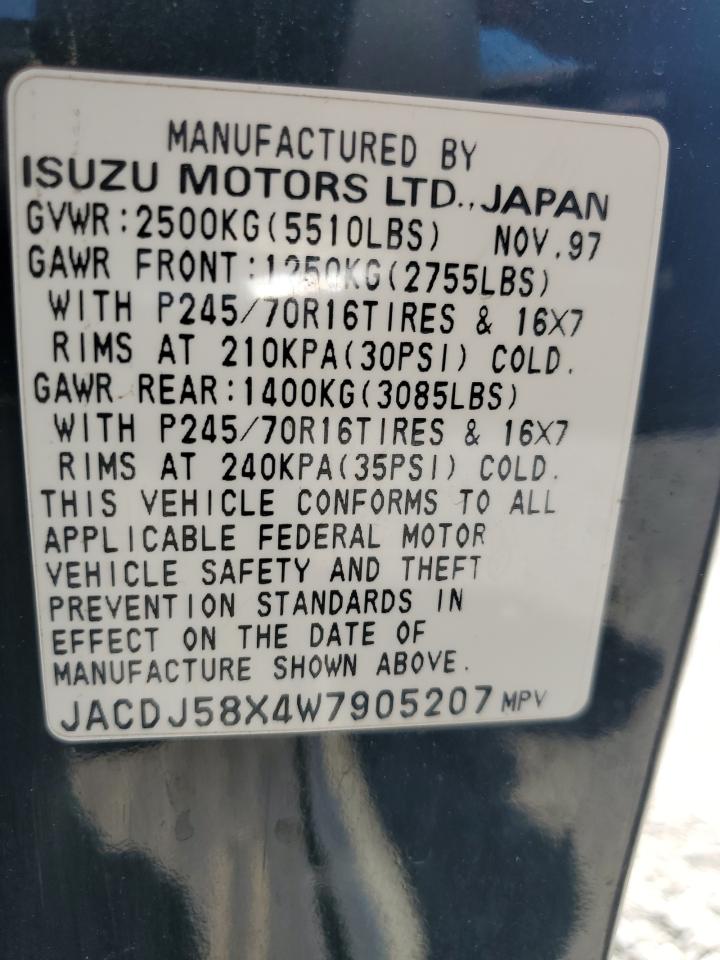 MANUFACTURED BY
ISUZU MOTORS LTD., JAPAN
GVWR:2500KG(5510LBS) NOV.97
GAWR FRONT:1250KG(2755LBS)
WITH P245/70R16TIRES & 16X7
RIMS AT 210KPA(30PSI) COLD.
GAWR REAR:1400KG(3085LBS)
WITH P245/70R16TIRES & 16X7
RIMS AT 240KPA(35PSI) COLD.
THIS VEHICLE CONFORMS TO ALL
APPLICABLE FEDERAL MOTOR
VEHICLE SAFETY AND THEFT
PREVENTION STANDARDS IN
EFFECT ON THE DATE OF
MANUFACTURE SHOWN ABOVE.
JACDJ58X4W7905207 MPV